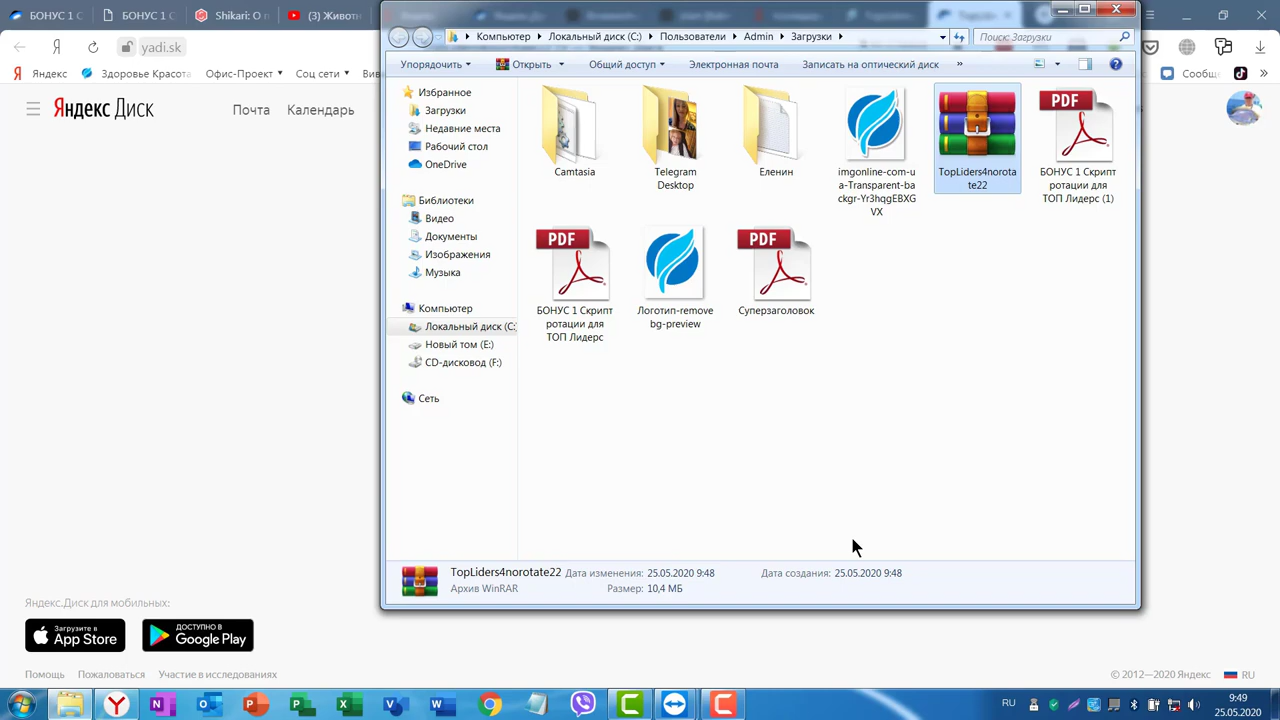 БОНУС 1 С
БОНУС 1 С
Shikari: О п
(3) Живот
yadi.sk
Яндекс
Здоровье Красота
Офис-Проект
Соц сети
Сообщ
»
Яндекс Диск
Почта
Календарь
Компьютер
Локальный диск (C:)
Пользователи
Admin
Загрузки
Поиск: Загрузки
Упорядочить
Открыть
Общий доступ
Электронная почта
Записать на оптический диск
»
Избранное
Загрузки
Недавние места
Рабочий стол
OneDrive
Библиотеки
Видео
Документы
Изображения
Музыка
Компьютер
Локальный диск (C:
Новый том (E:)
CD-дисковод (F:)
Сеть
Camtasia
Telegram
Desktop
Еленин
imgonline-com-u
a-Transparent-ba
ckgr-Yr3hqgEBXG
VX
TopLiders4norota
te22
PDF
БОНУС 1 Скрипт
ротации для
ТОП Лидерс (1)
PDF
БОНУС 1 Скрипт
ротации для
ТОП Лидерс
Логотип-remove
bg-preview
PDF
Суперзаголовок
TopLiders4norotate22
Дата изменения: 25.05.2020 9:48
Дата создания: 25.05.2020 9:48
Архив WinRAR
Размер: 10,4 МБ
Яндекс.Диск для мобильных:
Загрузите в
App Store
ДОСТУПНО В
Google Play
Помощь
Пожаловаться
Участие в исследованиях
© 2012—2020 Яндекс
RU
RU
9:49
25.05.2020